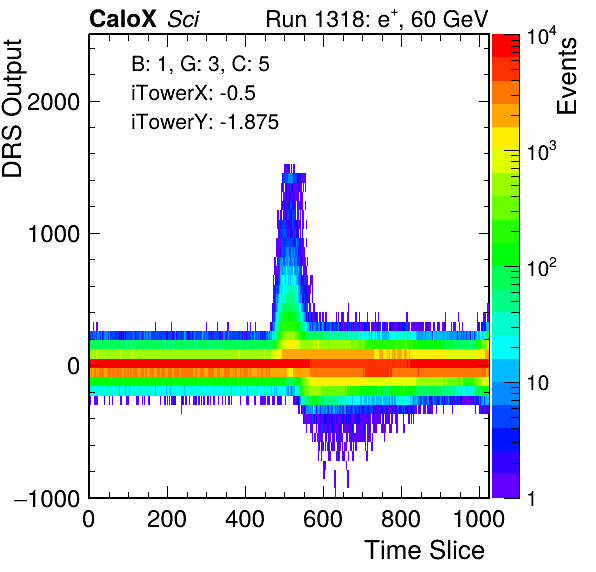 CaloX Sci Run 1318: e⁺, 60 GeV
B: 1, G: 3, C: 5
iTowerX: -0.5
iTowerY: -1.875
DRS Output
2000
1000
0
−1000
0 200 400 600 800 1000
Time Slice
Events
10⁴
10³
10²
10
1